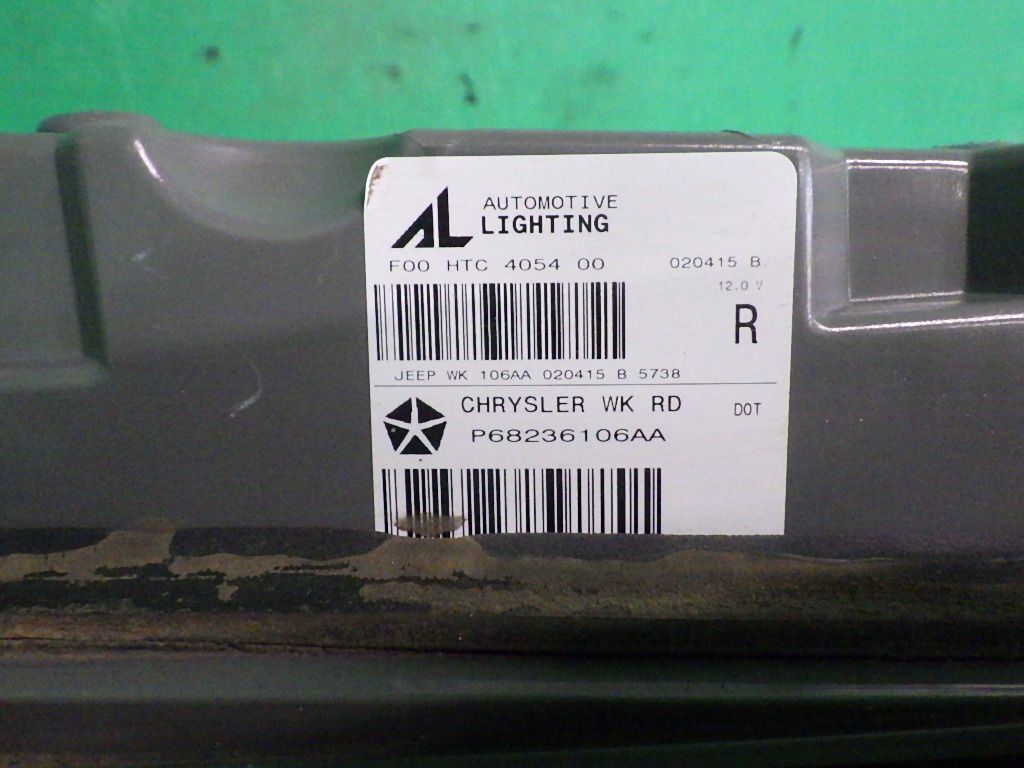 AL AUTOMOTIVE
LIGHTING
F00 HTC 4054 00 020415 B
12.0 V
R
JEEP WK 106AA 020415 B 5738
CHRYSLER WK RD DOT
P68236106AA